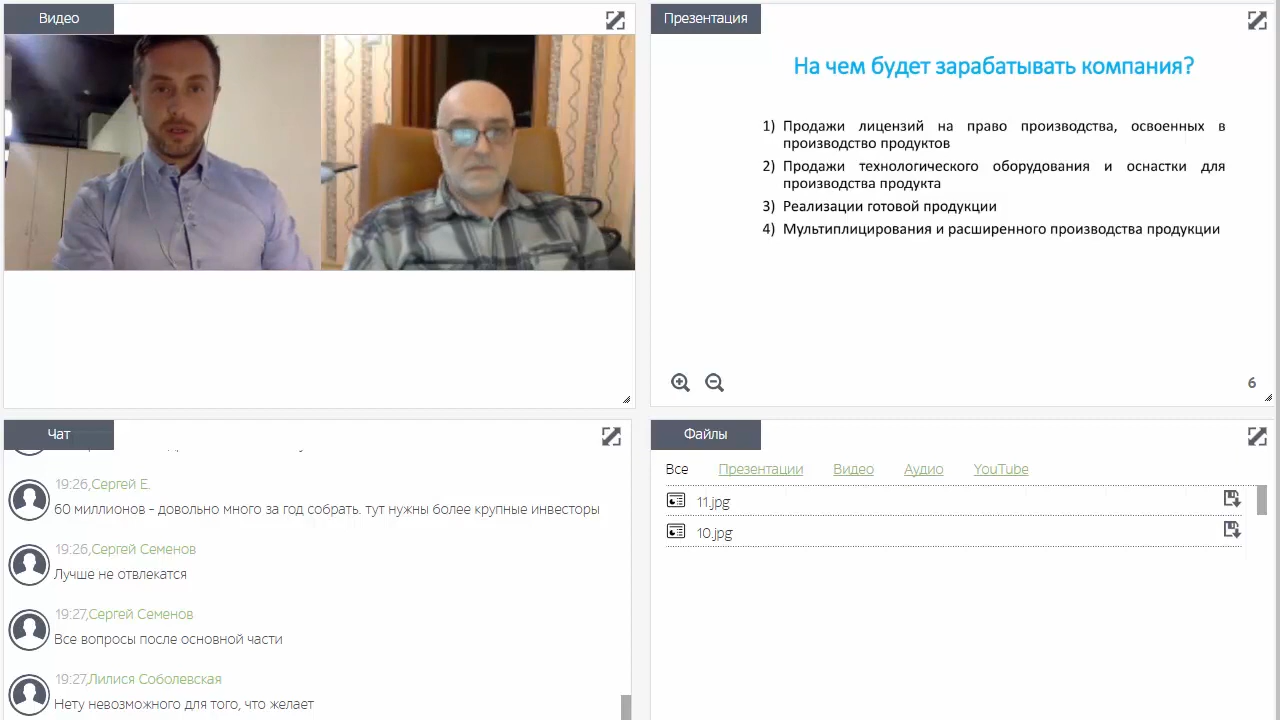 Видео
Презентация
На чем будет зарабатывать компания?
1) Продажи лицензий на право производства, освоенных в
производство продуктов
2) Продажи технологического оборудования и оснастки для
производства продукта
3) Реализации готовой продукции
4) Мультиплицирования и расширенного производства продукции
6
Чат
19:26,Сергей Е.
60 миллионов - довольно много за год собрать. тут нужны более крупные инвесторы
19:26,Сергей Семенов
Лучше не отвлекатся
19:27,Сергей Семенов
Все вопросы после основной части
19:27,Лилися Соболевская
Нету невозможного для того, что желает
Файлы
Все Презентации Видео Аудио YouTube
11.jpg
10.jpg